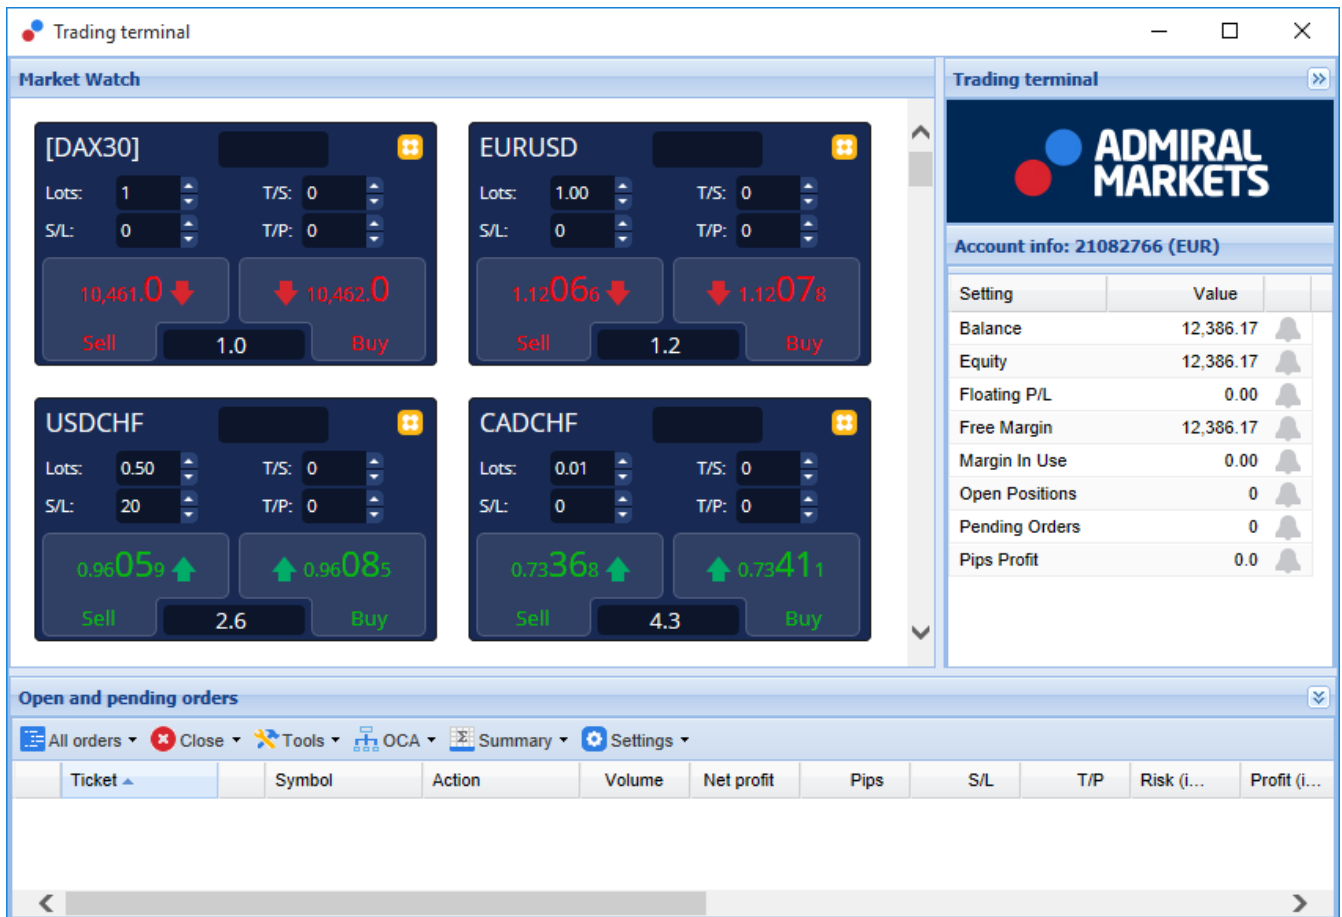 Trading terminal
Market Watch
[DAX30]
Lots: 1 T/S: 0
S/L: 0 T/P: 0
10,461.0 10,462.0
Sell 1.0 Buy
EURUSD
Lots: 1.00 T/S: 0
S/L: 0 T/P: 0
1.12066 1.12078
Sell 1.2 Buy
USDCHF
Lots: 0.50 T/S: 0
S/L: 20 T/P: 0
0.96059 0.96085
Sell 2.6 Buy
CADCHF
Lots: 0.01 T/S: 0
S/L: 0 T/P: 0
0.73368 0.73411
Sell 4.3 Buy
Trading terminal
ADMIRAL
MARKETS
Account info: 21082766 (EUR)
Setting Value
Balance 12,386.17
Equity 12,386.17
Floating P/L 0.00
Free Margin 12,386.17
Margin In Use 0.00
Open Positions 0
Pending Orders 0
Pips Profit 0.0
Open and pending orders
All orders Close Tools OCA Summary Settings
Ticket Symbol Action Volume Net profit Pips S/L T/P Risk (i... Profit (i...